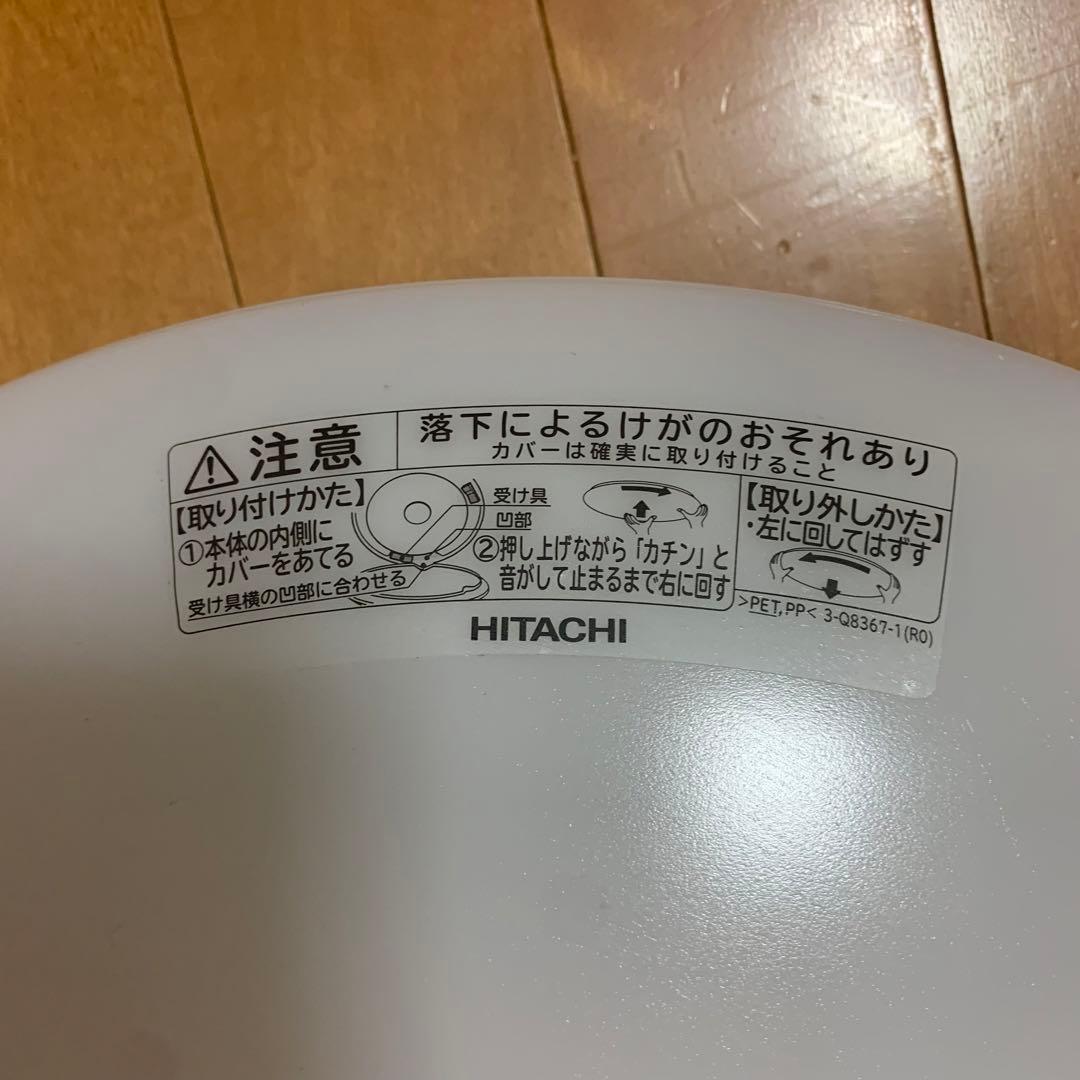 注意
落下によるけがのおそれあり
カバーは確実に取り付けること
【取り付けかた】
①本体の内側に
カバーをあてる
受け具横の凹部に合わせる
受け具
凹部
②押し上げながら「カチン」と
音がして止まるまで右に回す
【取り外しかた】
・左に回してはずす
>PET,PP< 3-Q8367-1(R0)
HITACHI